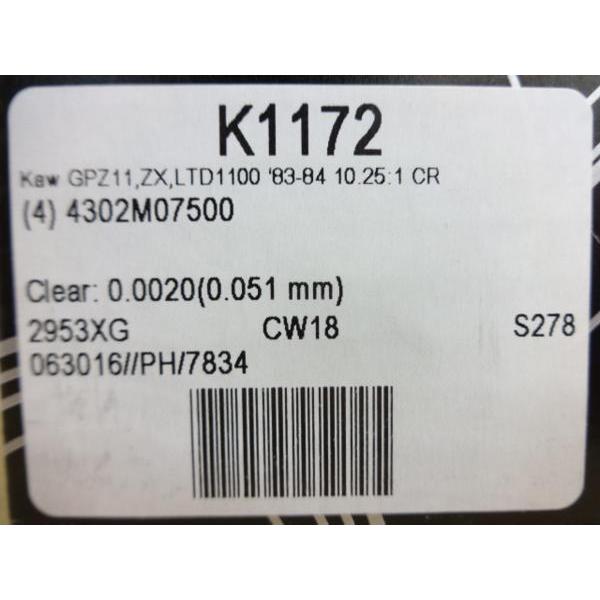 K1172
Kaw GPZ11,ZX,LTD1100 '83-84 10.25:1 CR
(4) 4302M07500
Clear: 0.0020(0.051 mm)
2953XG CW18 S278
063016//PH/7834